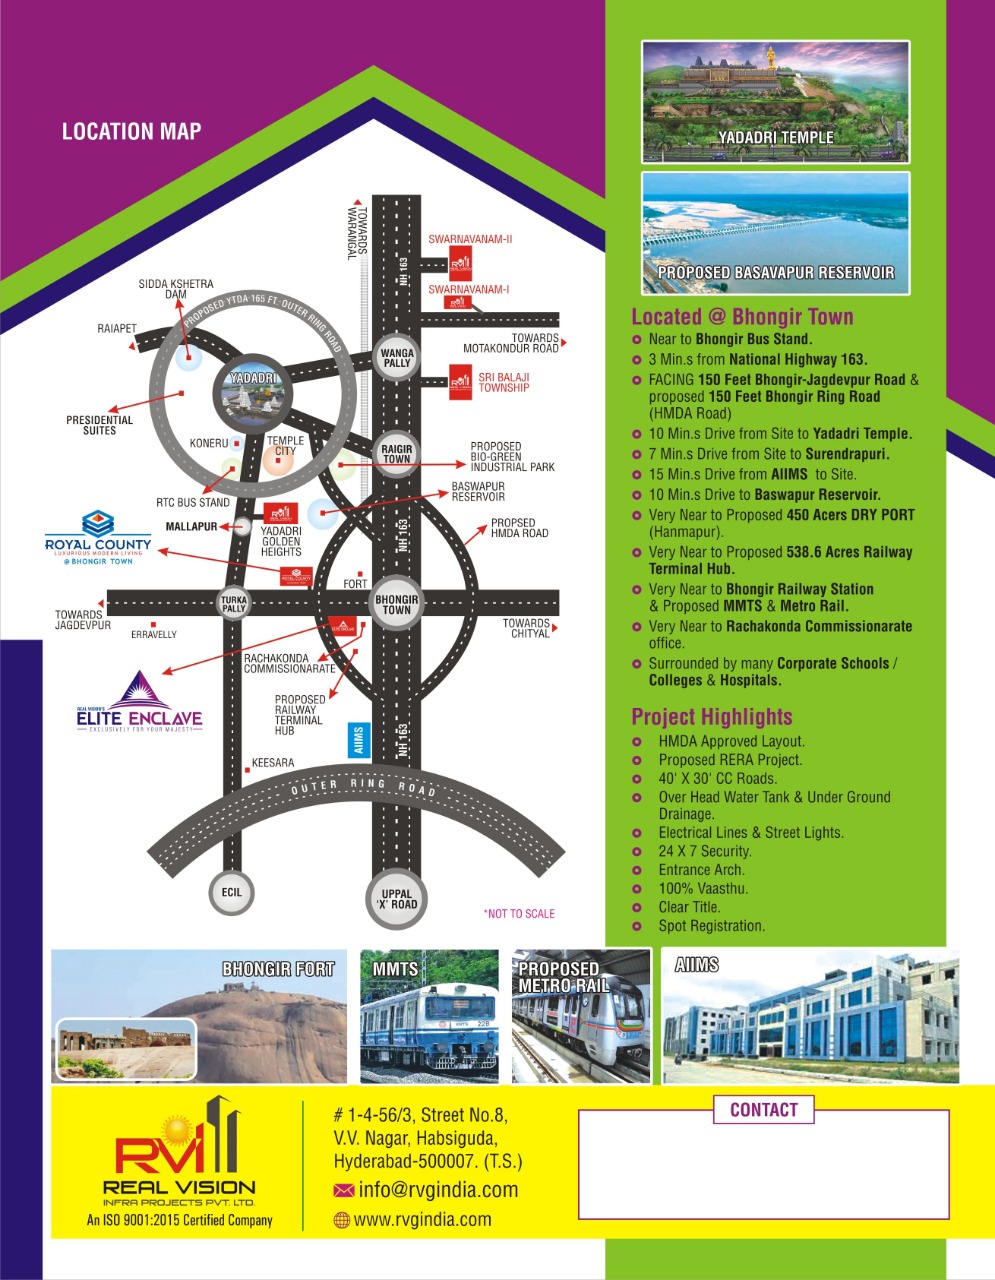 LOCATION MAP
TOWARDS
WARANGAL
NH 163
SWARNAVANAM-II
RVI
REAL VISION
SWARNAVANAM-I
RVI
TOWARDS
MOTAKONDUR ROAD
SIDDA KSHETRA
DAM
PROPOSED YTDA 165 FT. OUTER RING ROAD
RAIAPET
WANGA
PALLY
YADADRI
SRI BALAJI
TOWNSHIP
PRESIDENTIAL
SUITES
KONERU
TEMPLE
CITY
RAIGIR
TOWN
PROPOSED
BIO-GREEN
INDUSTRIAL PARK
RTC BUS STAND
BASWAPUR
RESERVOIR
MALLAPUR
YADADRI
GOLDEN
HEIGHTS
NH 163
PROPSED
HMDA ROAD
ROYAL COUNTY
LUXURIOUS MODERN LIVING
@ BHONGIR TOWN
ROYAL COUNTY
FORT
TURKA
PALLY
BHONGIR
TOWN
TOWARDS
JAGDEVPUR
ERRAVELLY
ELITE ENCLAVE
TOWARDS
CHITYAL
RACHAKONDA
COMMISSIONARATE
REAL VISION'S
ELITE ENCLAVE
EXCLUSIVELY FOR YOUR MAJESTY
PROPOSED
RAILWAY
TERMINAL
HUB
AIIMS
NH 163
KEESARA
OUTER RING ROAD
ECIL
UPPAL
'X' ROAD
*NOT TO SCALE
YADADRI TEMPLE
PROPOSED BASAVAPUR RESERVOIR
Located @ Bhongir Town
Near to Bhongir Bus Stand.
3 Min.s from National Highway 163.
FACING 150 Feet Bhongir-Jagdevpur Road &
proposed 150 Feet Bhongir Ring Road
(HMDA Road)
10 Min.s Drive from Site to Yadadri Temple.
7 Min.s Drive from Site to Surendrapuri.
15 Min.s Drive from AIIMS to Site.
10 Min.s Drive to Baswapur Reservoir.
Very Near to Proposed 450 Acers DRY PORT
(Hanmapur).
Very Near to Proposed 538.6 Acres Railway
Terminal Hub.
Very Near to Bhongir Railway Station
& Proposed MMTS & Metro Rail.
Very Near to Rachakonda Commissionarate
office.
Surrounded by many Corporate Schools /
Colleges & Hospitals.
Project Highlights
HMDA Approved Layout.
Proposed RERA Project.
40' X 30' CC Roads.
Over Head Water Tank & Under Ground
Drainage.
Electrical Lines & Street Lights.
24 X 7 Security.
Entrance Arch.
100% Vaasthu.
Clear Title.
Spot Registration.
BHONGIR FORT
MMTS
PROPOSED
METRO RAIL
AIIMS
RVI
REAL VISION
INFRA PROJECTS PVT. LTD.
An ISO 9001:2015 Certified Company
# 1-4-56/3, Street No.8,
V.V. Nagar, Habsiguda,
Hyderabad-500007. (T.S.)
info@rvgindia.com
www.rvgindia.com
CONTACT